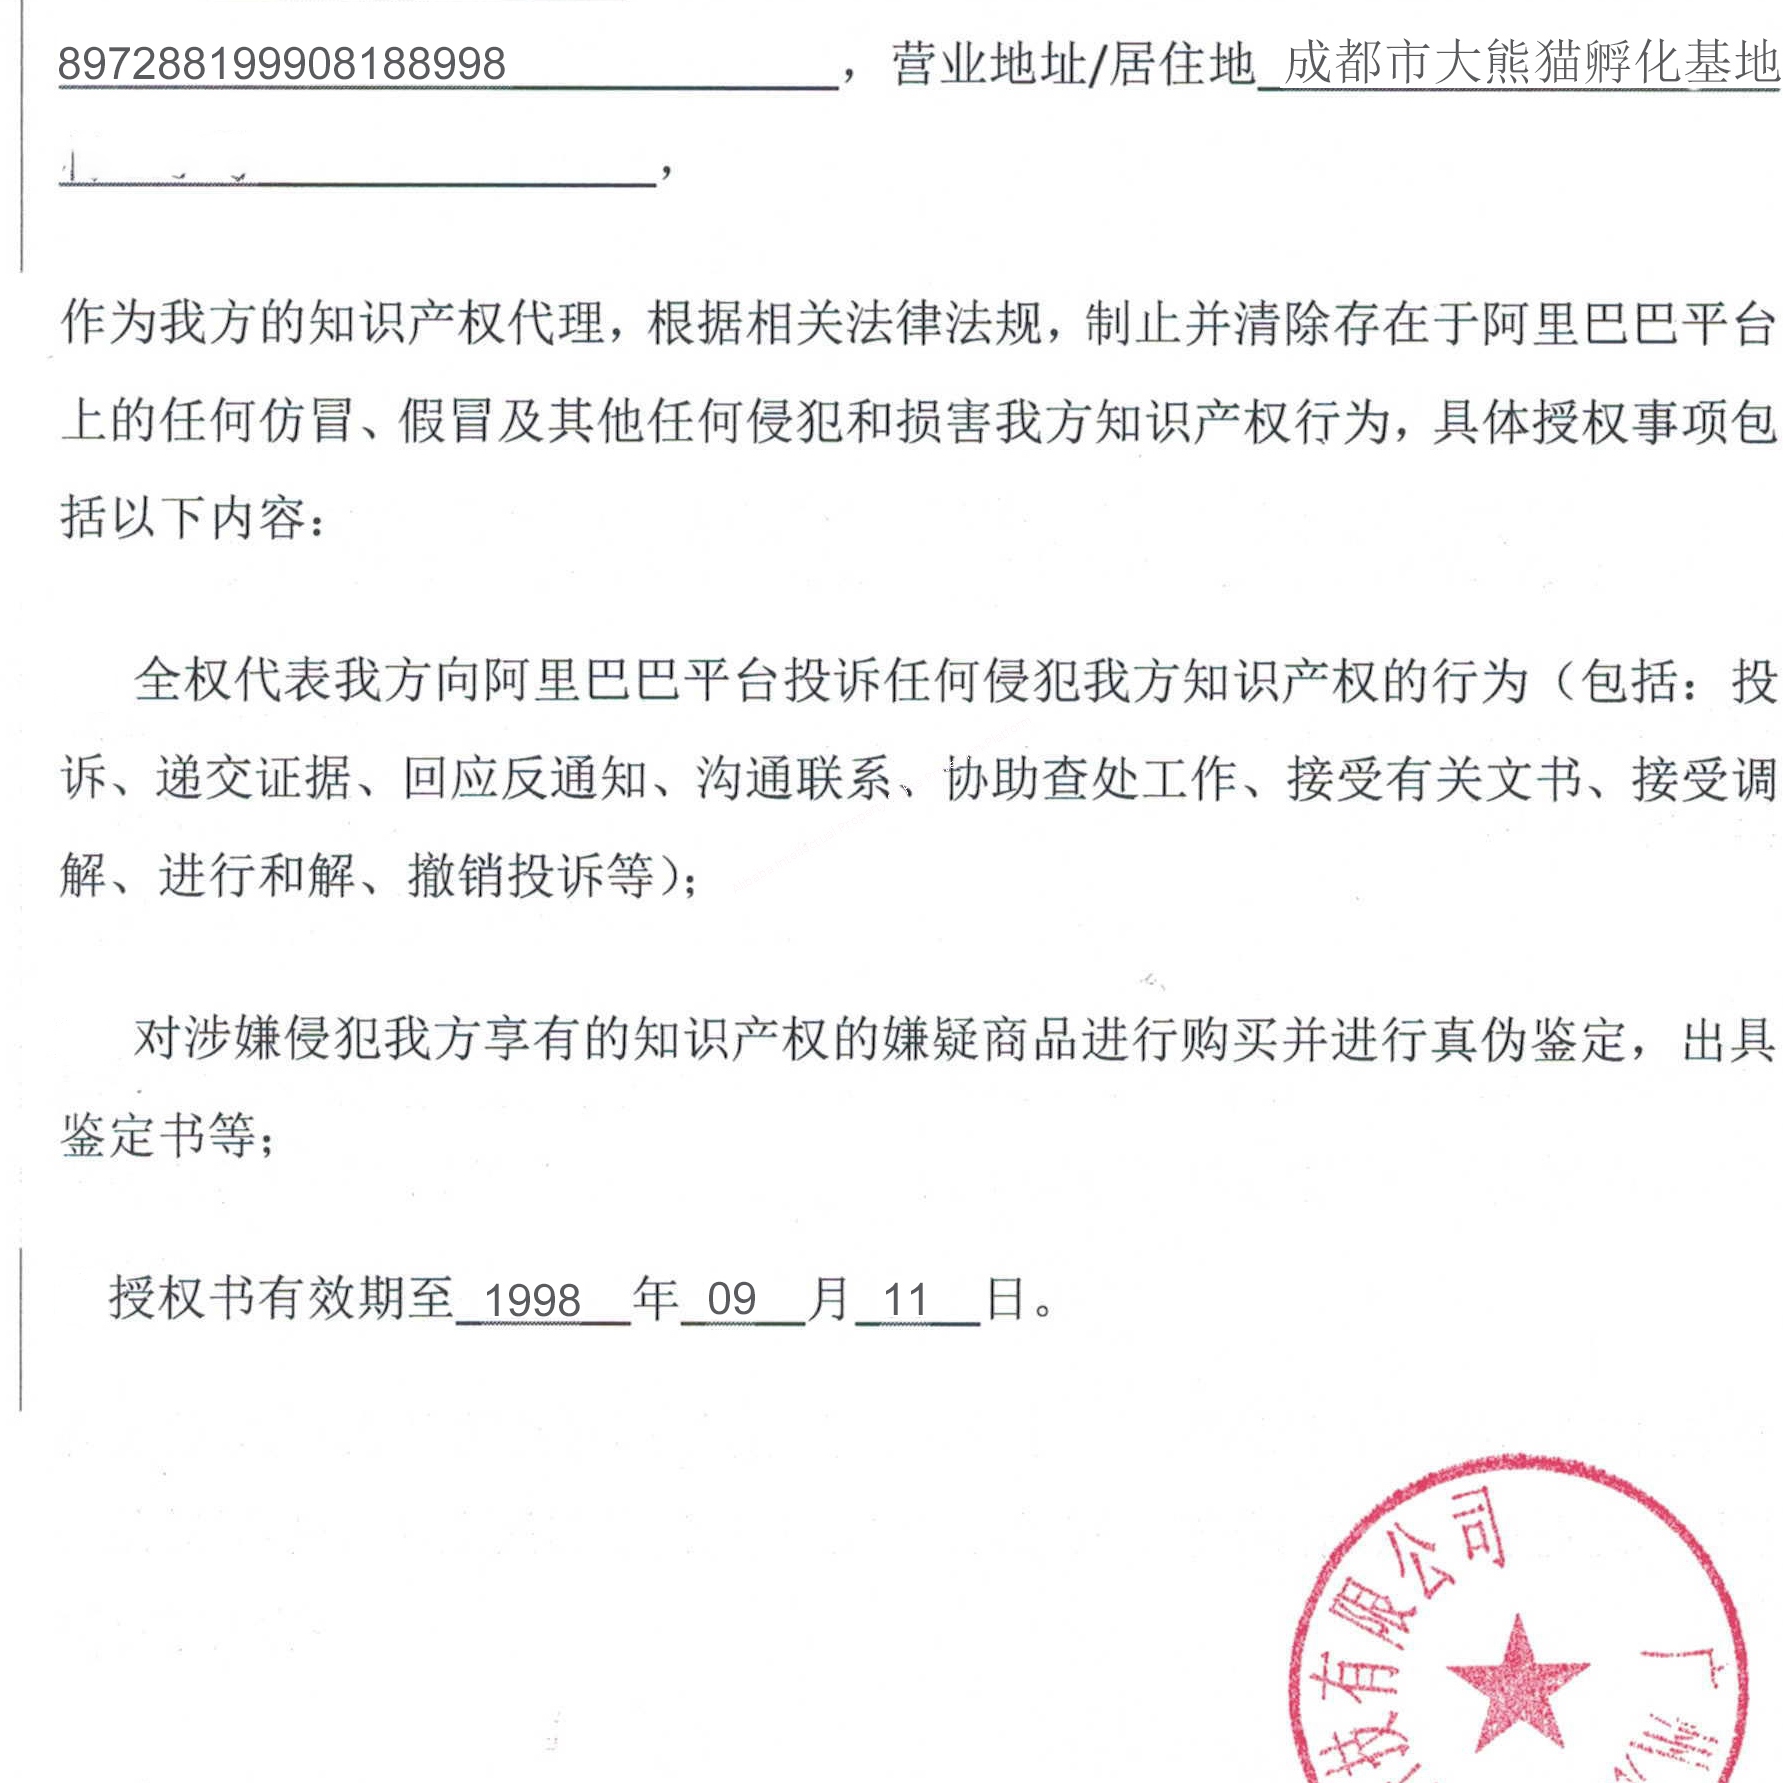 897288199908188998，营业地址/居住地 成都市大熊猫孵化基地
，
作为我方的知识产权代理，根据相关法律法规，制止并清除存在于阿里巴巴平台
上的任何仿冒、假冒及其他任何侵犯和损害我方知识产权行为，具体授权事项包
括以下内容：
全权代表我方向阿里巴巴平台投诉任何侵犯我方知识产权的行为（包括：投
诉、递交证据、回应反通知、沟通联系、协助查处工作、接受有关文书、接受调
解、进行和解、撤销投诉等）；
对涉嫌侵犯我方享有的知识产权的嫌疑商品进行购买并进行真伪鉴定，出具
鉴定书等；
授权书有效期至 1998 年 09 月 11 日。
广州
技有限公司